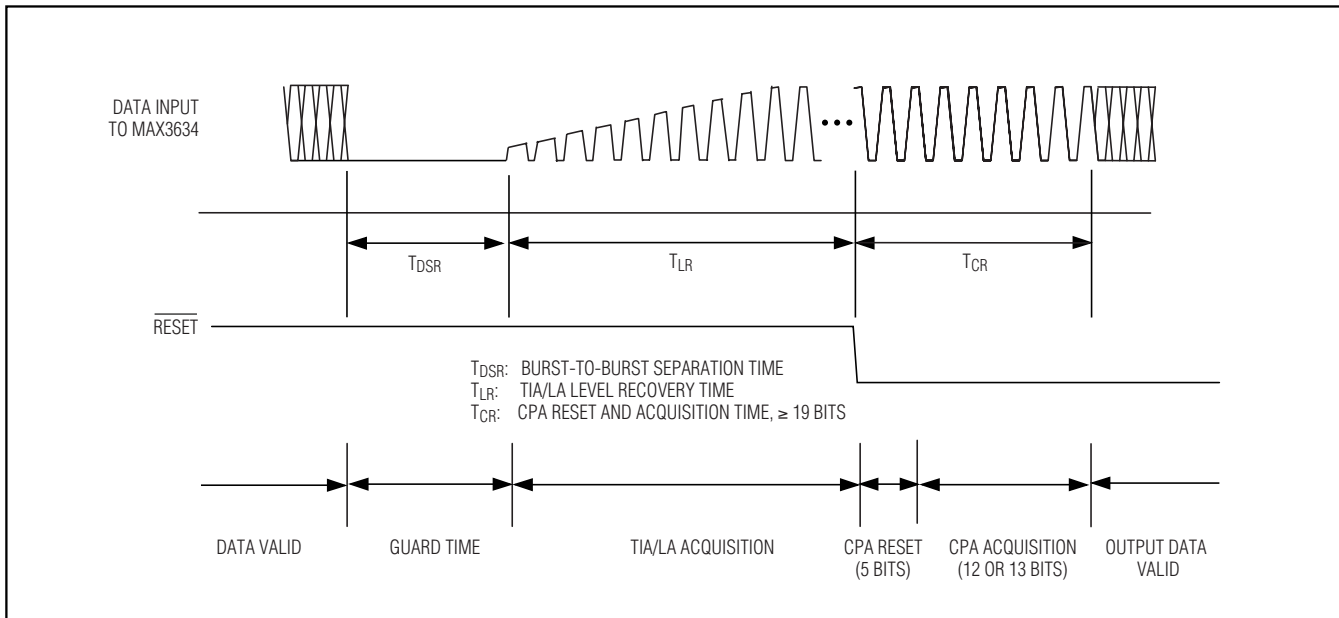 DATA INPUT
TO MAX3634
•••
TDSR
TLR
TCR
RESET
TDSR: BURST-TO-BURST SEPARATION TIME
TLR: TIA/LA LEVEL RECOVERY TIME
TCR: CPA RESET AND ACQUISITION TIME, ≥ 19 BITS
DATA VALID
GUARD TIME
TIA/LA ACQUISITION
CPA RESET
(5 BITS)
CPA ACQUISITION
(12 OR 13 BITS)
OUTPUT DATA
VALID